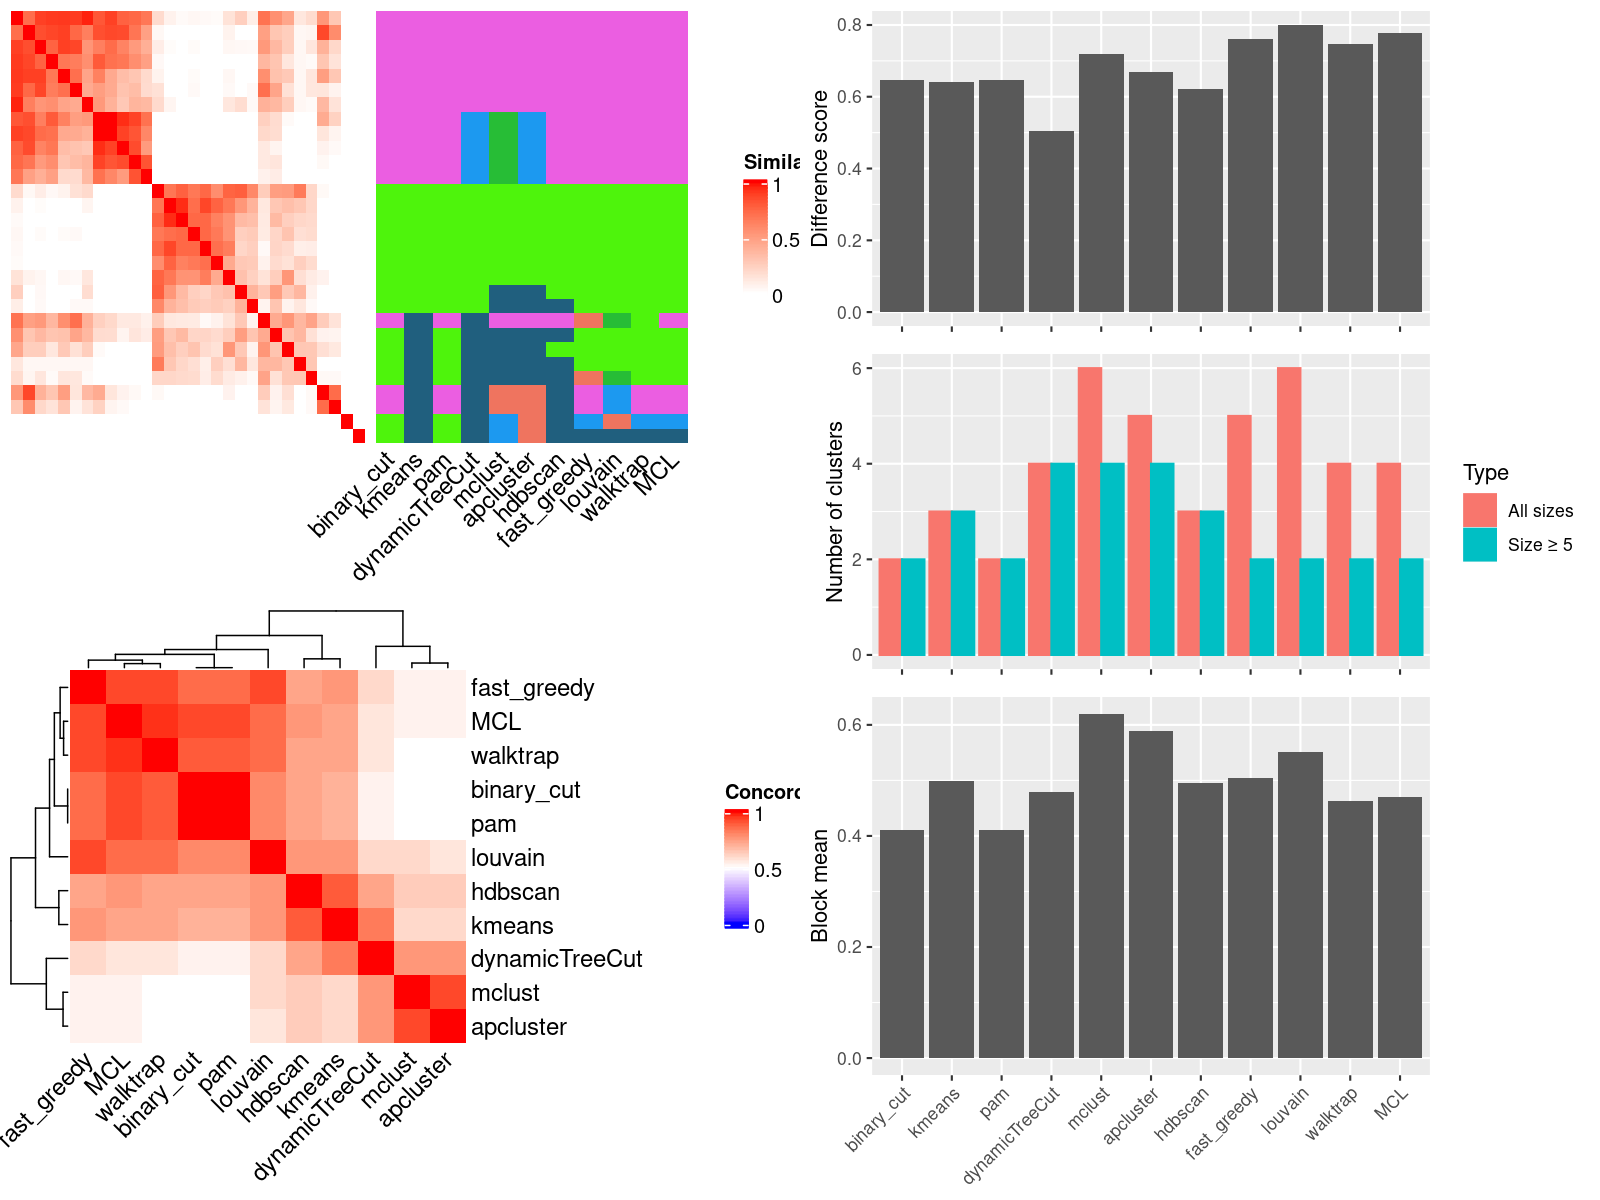 Simila
1
0.5
0
binary_cut
kmeans
pam
dynamicTreeCut
mclust
apcluster
hdbscan
fast_greedy
louvain
walktrap
MCL
fast_greedy
MCL
walktrap
binary_cut
pam
louvain
hdbscan
kmeans
dynamicTreeCut
mclust
apcluster
Concord
1
0.5
0
fast_greedy
MCL
walktrap
binary_cut
pam
louvain
hdbscan
kmeans
dynamicTreeCut
mclust
apcluster
Difference score
0.8
0.6
0.4
0.2
0.0
Number of clusters
6
4
2
0
Type
All sizes
Size ≥ 5
Block mean
0.6
0.4
0.2
0.0
binary_cut
kmeans
pam
dynamicTreeCut
mclust
apcluster
hdbscan
fast_greedy
louvain
walktrap
MCL